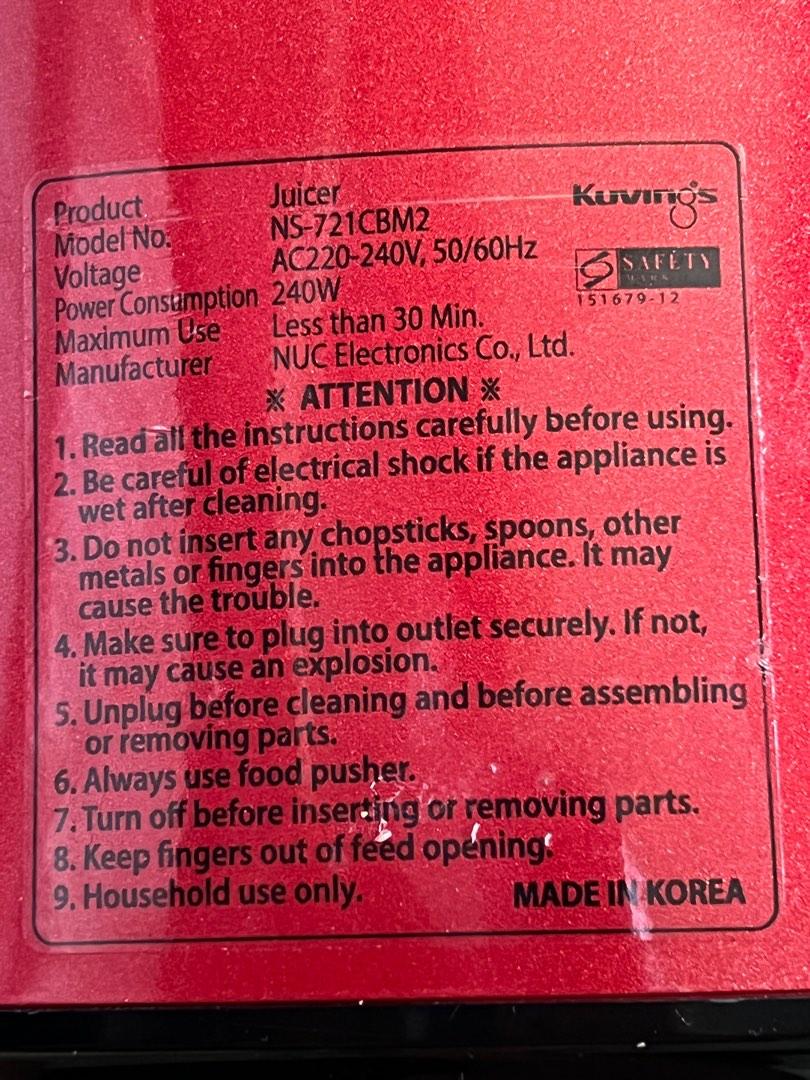 Kuvings
Product Juicer
Model No. NS-721CBM2
Voltage AC220-240V, 50/60Hz
Power Consumption 240W
Maximum Use Less than 30 Min.
Manufacturer NUC Electronics Co., Ltd.
SAFETY
MARK
151679-12
※ ATTENTION ※
1. Read all the instructions carefully before using.
2. Be careful of electrical shock if the appliance is
wet after cleaning.
3. Do not insert any chopsticks, spoons, other
metals or fingers into the appliance. It may
cause the trouble.
4. Make sure to plug into outlet securely. If not,
it may cause an explosion.
5. Unplug before cleaning and before assembling
or removing parts.
6. Always use food pusher.
7. Turn off before inserting or removing parts.
8. Keep fingers out of feed opening.
9. Household use only.
MADE IN KOREA